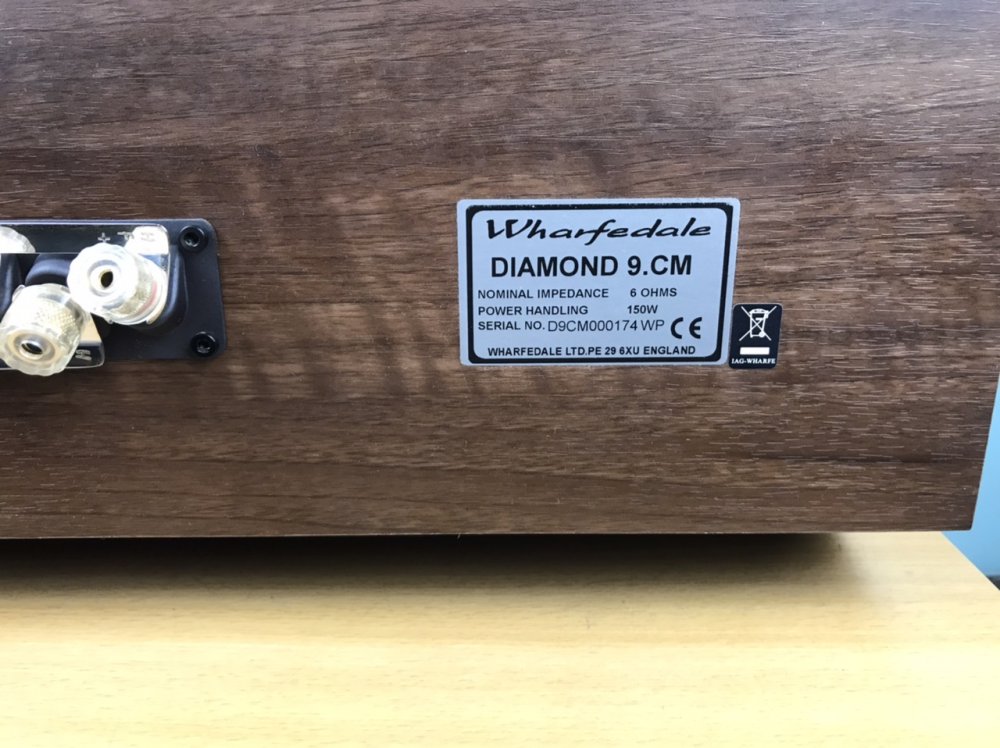 Wharfedale
DIAMOND 9.CM
NOMINAL IMPEDANCE 6 OHMS
POWER HANDLING 150W
SERIAL NO. D9CM000174 WP CE
WHARFEDALE LTD.PE 29 6XU ENGLAND
IAG-WHARFE